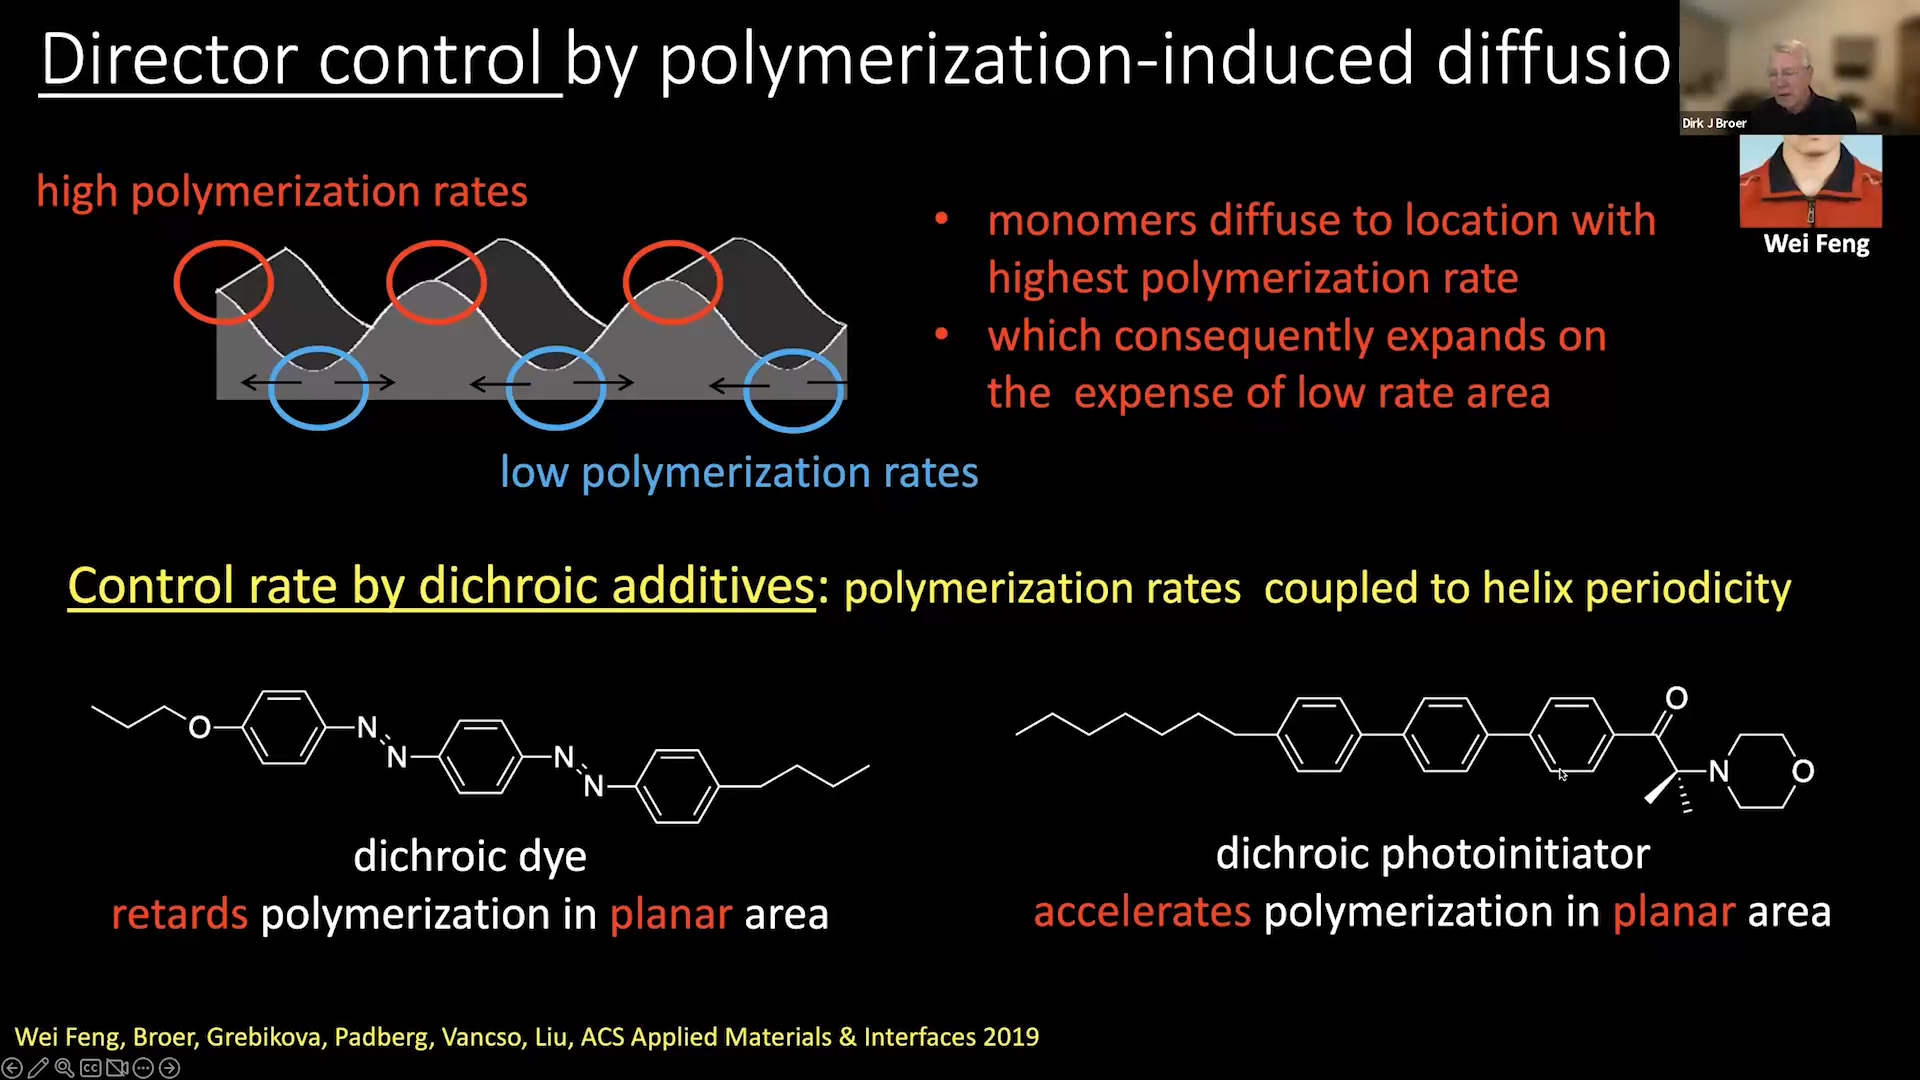 Director control by polymerization-induced diffusio
Dirk J Broer
Wei Feng
high polymerization rates
• monomers diffuse to location with
highest polymerization rate
• which consequently expands on
the expense of low rate area
low polymerization rates
Control rate by dichroic additives: polymerization rates coupled to helix periodicity
O
N
N
N
N
O
N
O
dichroic dye
retards polymerization in planar area
dichroic photoinitiator
accelerates polymerization in planar area
Wei Feng, Broer, Grebikova, Padberg, Vancso, Liu, ACS Applied Materials & Interfaces 2019
CC